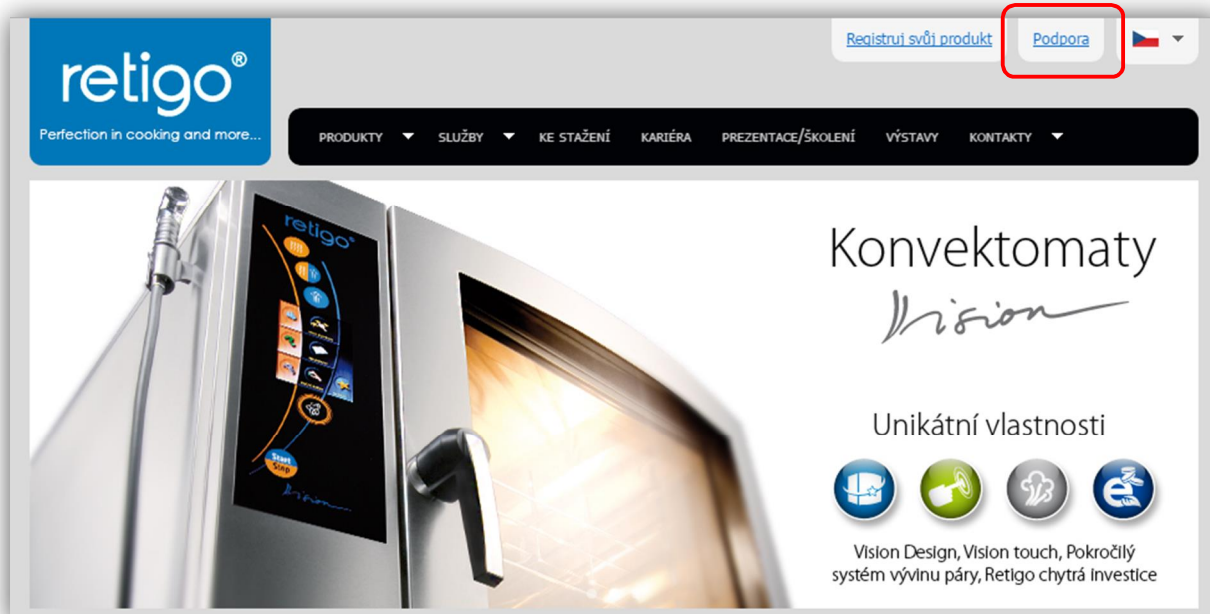 Registruj svůj produkt
Podpora
retigo®
Perfection in cooking and more...
PRODUKTY
SLUŽBY
KE STAŽENÍ
KARIÉRA
PREZENTACE/ŠKOLENÍ
VÝSTAVY
KONTAKTY
retigo®
Start
Stop
Vision
Konvektomaty
Vision
Unikátní vlastnosti
e
Vision Design, Vision touch, Pokročilý
systém vývinu páry, Retigo chytrá investice